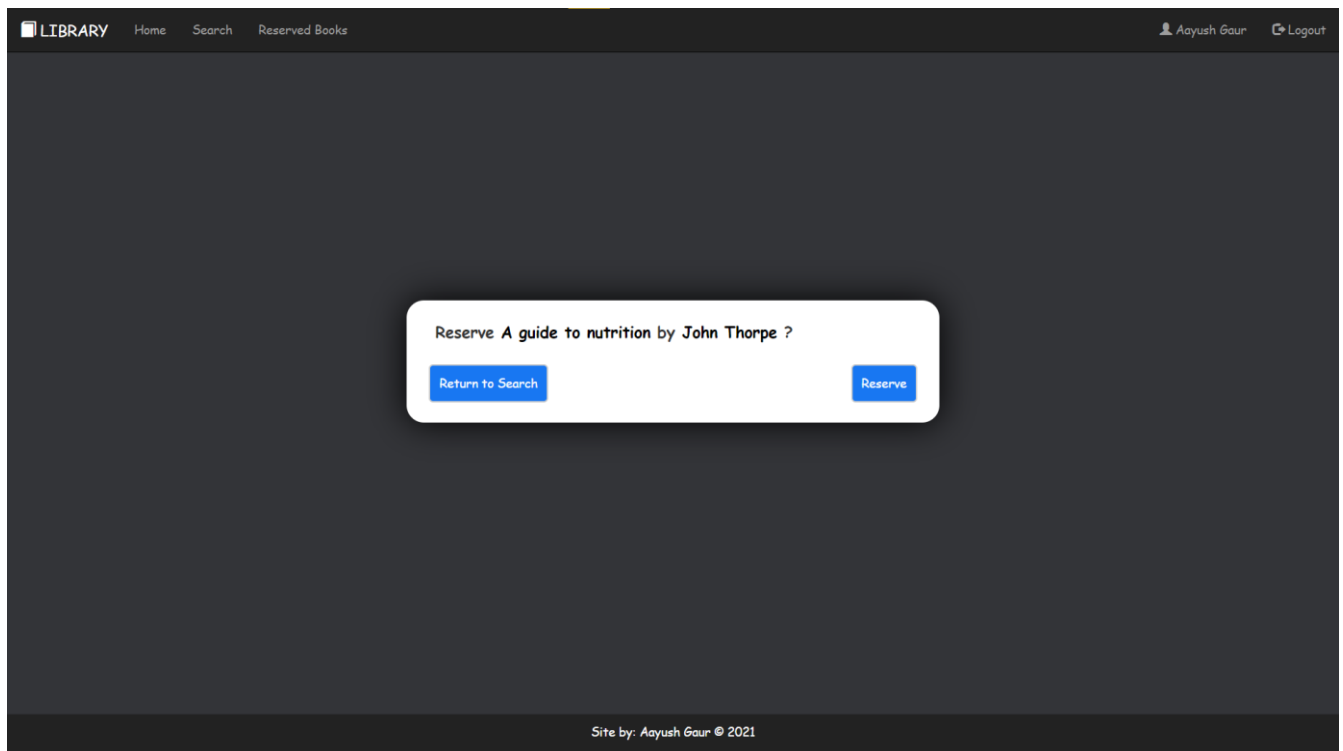 LIBRARY Home Search Reserved Books Aayush Gaur Logout
Reserve A guide to nutrition by John Thorpe ?
Return to Search Reserve
Site by: Aayush Gaur © 2021